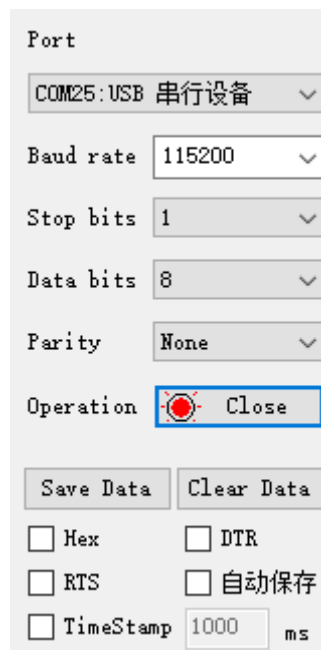 Port
COM25:USB 串行设备
Baud rate 115200
Stop bits 1
Data bits 8
Parity None
Operation Close
Save Data Clear Data
Hex DTR
RTS 自动保存
TimeStamp 1000 ms